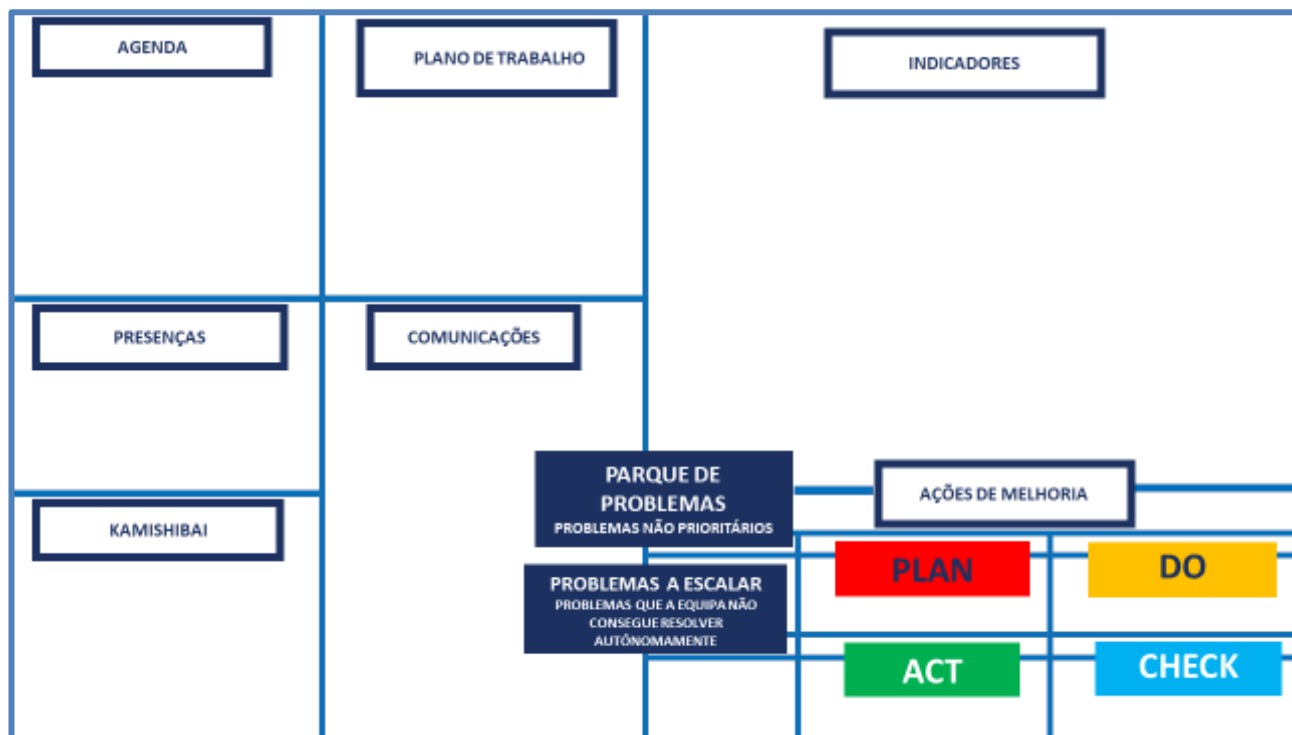 AGENDA
PLANO DE TRABALHO
INDICADORES
PRESENÇAS
COMUNICAÇÕES
KAMISHIBAI
PARQUE DE
PROBLEMAS
PROBLEMAS NÃO PRIORITÁRIOS
AÇÕES DE MELHORIA
PROBLEMAS A ESCALAR
PROBLEMAS QUE A EQUIPA NÃO
CONSEGUE RESOLVER
AUTÓNOMAMENTE
PLAN
DO
ACT
CHECK